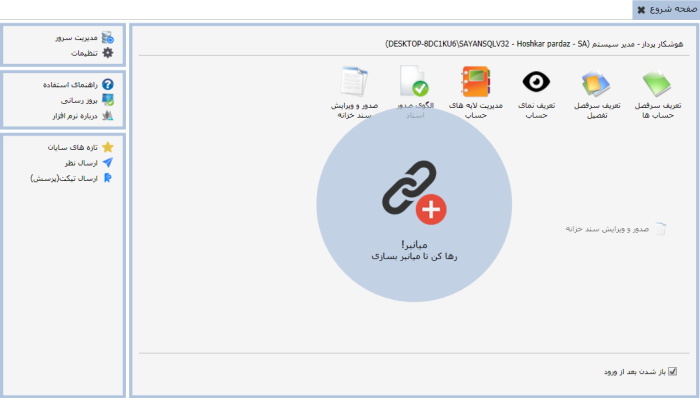 صفحه شروع
هوشکار پرداز - مدیر سیستم (DESKTOP-8DC1KU6\SAYANSQLV32 - Hoshkar pardaz - SA)
تعریف سرفصل
حساب ها
تعریف سرفصل
تفصیل
تعریف نمای
حساب
مدیریت لایه های
حساب
الگوی صدور
اسناد
صدور و ویرایش
سند خزانه
میانبر!
رها کن تا میانبر بسازی
صدور و ویرایش سند خزانه
باز شدن بعد از ورود
مدیریت سرور
تنظیمات
راهنمای استفاده
بروز رسانی
درباره نرم افزار
تازه های سایان
ارسال نظر
ارسال تیکت(پرسش)